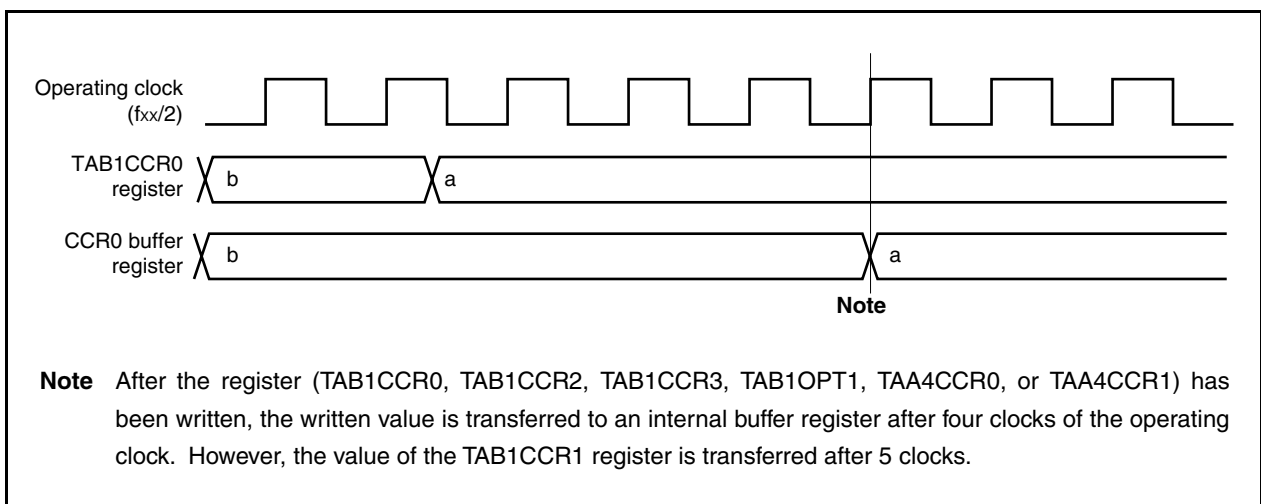 Operating clock
(fxx/2)
TAB1CCR0
register
b
a
CCR0 buffer
register
b
a
Note
Note After the register (TAB1CCR0, TAB1CCR2, TAB1CCR3, TAB1OPT1, TAA4CCR0, or TAA4CCR1) has
been written, the written value is transferred to an internal buffer register after four clocks of the operating
clock. However, the value of the TAB1CCR1 register is transferred after 5 clocks.